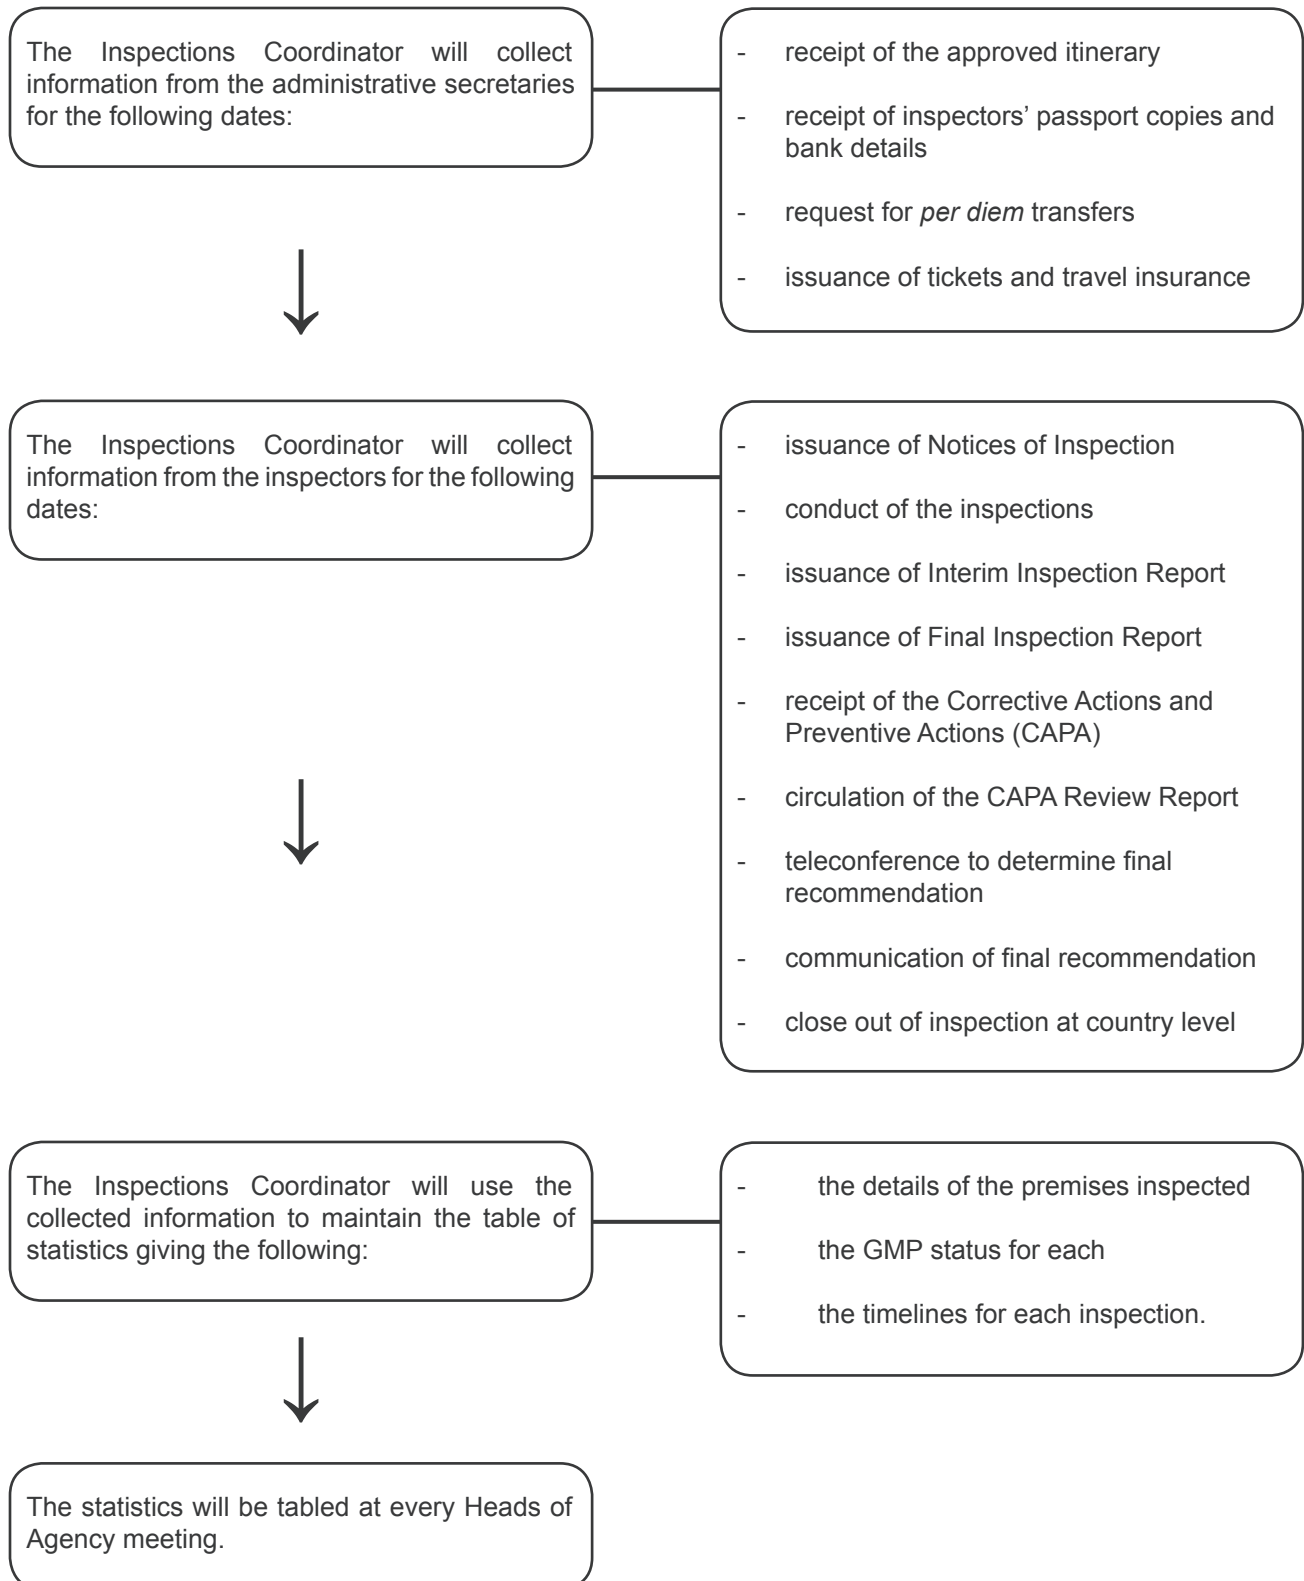 The Inspections Coordinator will collect
information from the administrative secretaries
for the following dates:
- receipt of the approved itinerary
- receipt of inspectors’ passport copies and
bank details
- request for per diem transfers
- issuance of tickets and travel insurance
The Inspections Coordinator will collect
information from the inspectors for the following
dates:
- issuance of Notices of Inspection
- conduct of the inspections
- issuance of Interim Inspection Report
- issuance of Final Inspection Report
- receipt of the Corrective Actions and
Preventive Actions (CAPA)
- circulation of the CAPA Review Report
- teleconference to determine final
recommendation
- communication of final recommendation
- close out of inspection at country level
The Inspections Coordinator will use the
collected information to maintain the table of
statistics giving the following:
- the details of the premises inspected
- the GMP status for each
- the timelines for each inspection.
The statistics will be tabled at every Heads of
Agency meeting.